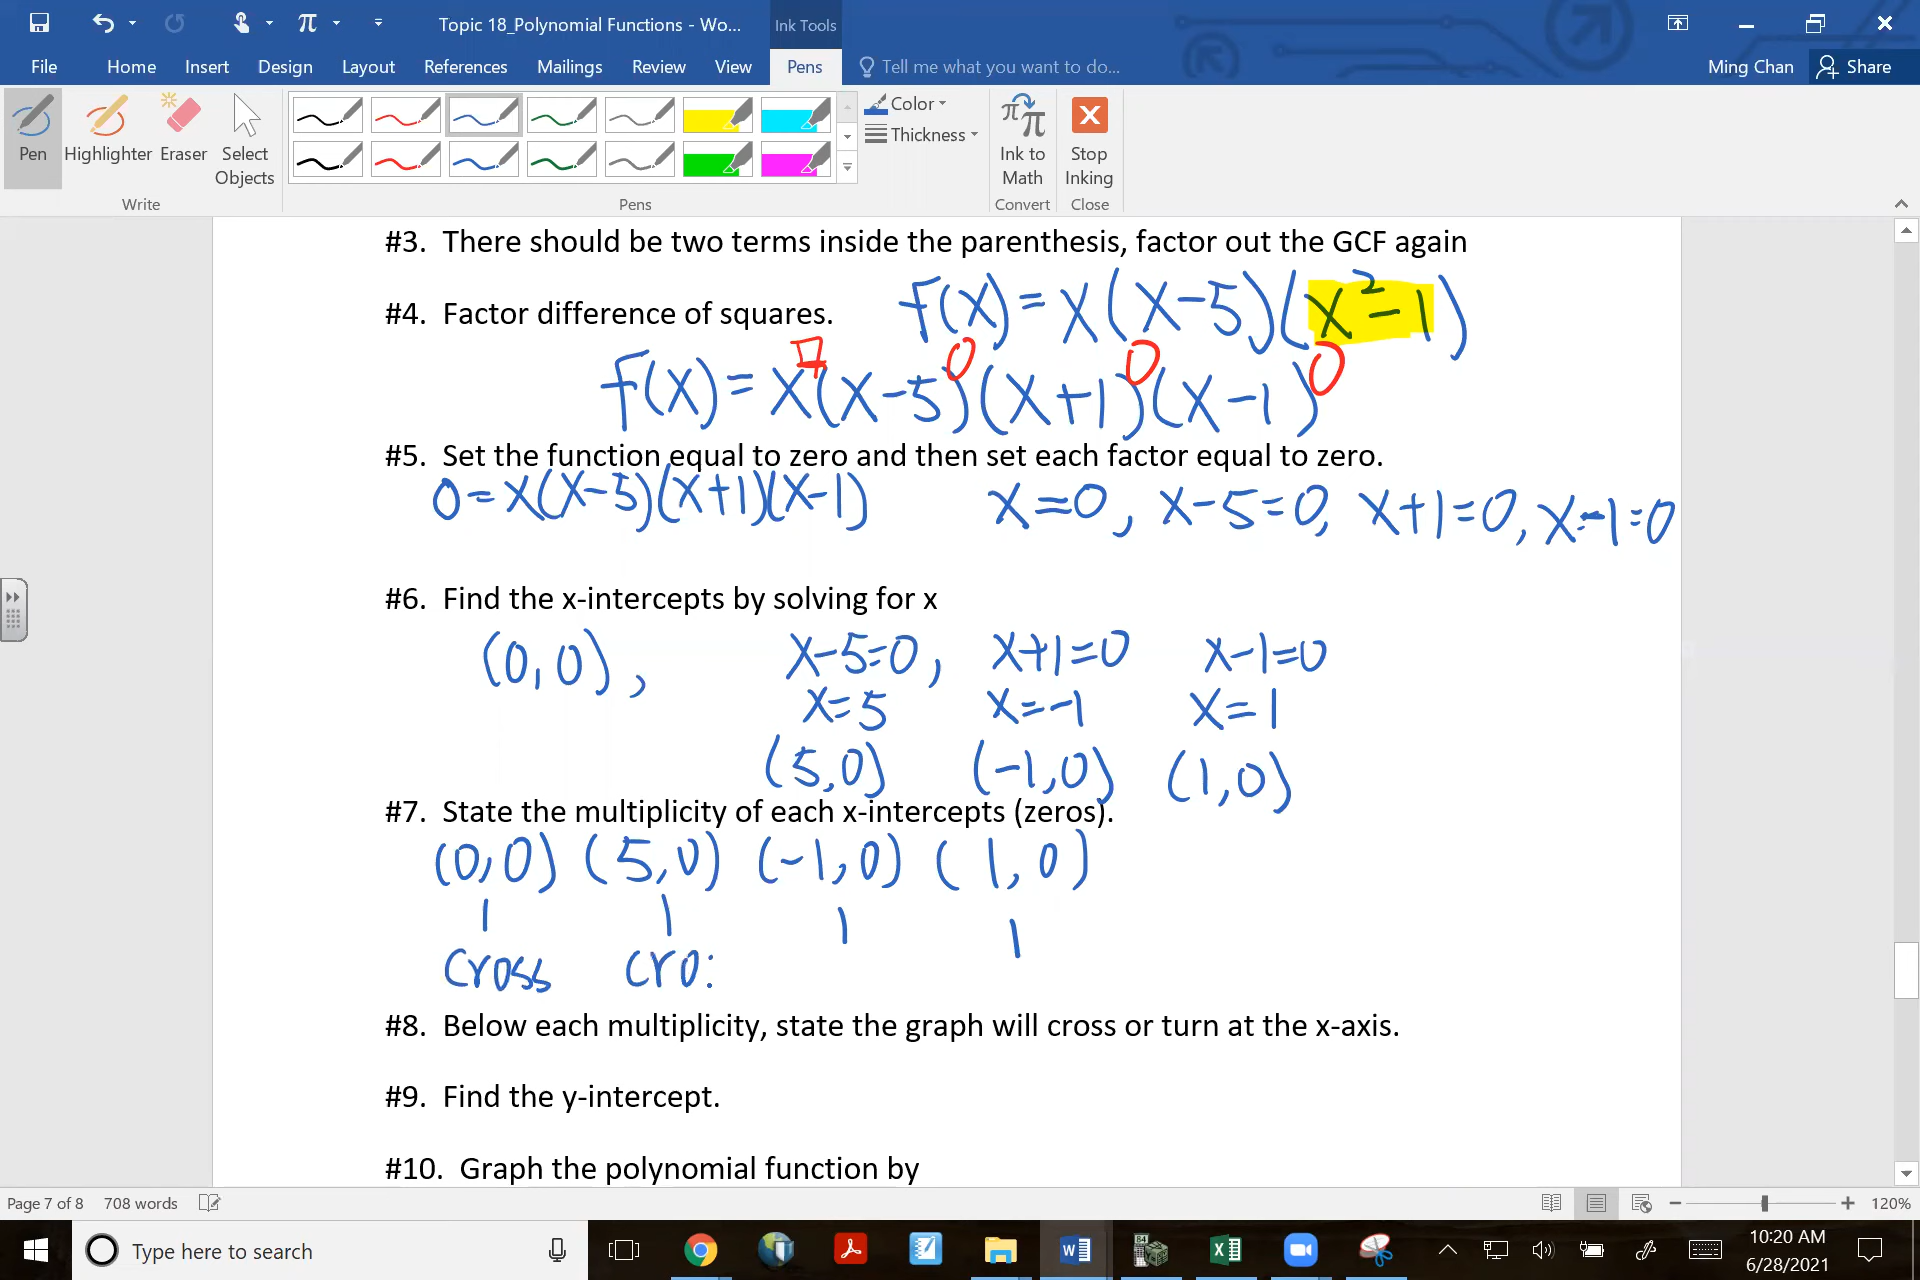 Topic 18_Polynomial Functions - Wo...
Ink Tools
File Home Insert Design Layout References Mailings Review View Pens Tell me what you want to do... Ming Chan Share
Pen Highlighter Eraser Select Objects
Color
Thickness
Ink to Math
Stop Inking
Write Pens Convert Close
#3. There should be two terms inside the parenthesis, factor out the GCF again
#4. Factor difference of squares.
f(x) = x(x-5)(x²-1)
f(x) = x(x-5)(x+1)(x-1)
#5. Set the function equal to zero and then set each factor equal to zero.
0=x(x-5)(x+1)(x-1) x=0, x-5=0, x+1=0, x-1=0
#6. Find the x-intercepts by solving for x
(0,0), x-5=0, x+1=0 x-1=0
x=5 x=-1 x=1
(5,0) (-1,0) (1,0)
#7. State the multiplicity of each x-intercepts (zeros).
(0,0) (5,0) (-1,0) (1,0)
1 1 1 1
Cross cro:
#8. Below each multiplicity, state the graph will cross or turn at the x-axis.
#9. Find the y-intercept.
#10. Graph the polynomial function by
Page 7 of 8 708 words 120%
Type here to search
10:20 AM
6/28/2021